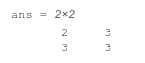 ans = 2×2
2 3
3 3